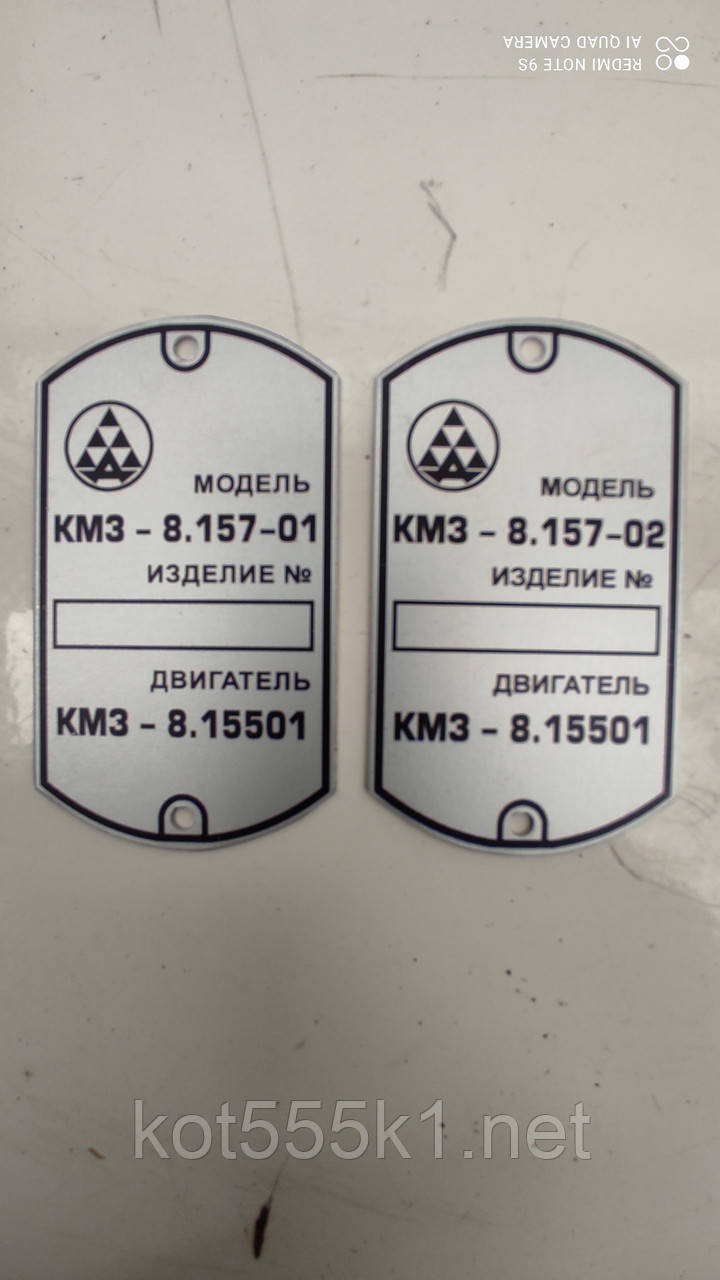 REDMI NOTE 9S
AI QUAD CAMERA
МОДЕЛЬ
КМЗ - 8.157-01
ИЗДЕЛИЕ №
ДВИГАТЕЛЬ
КМЗ - 8.15501
МОДЕЛЬ
КМЗ - 8.157-02
ИЗДЕЛИЕ №
ДВИГАТЕЛЬ
КМЗ - 8.15501
kot555k1.net